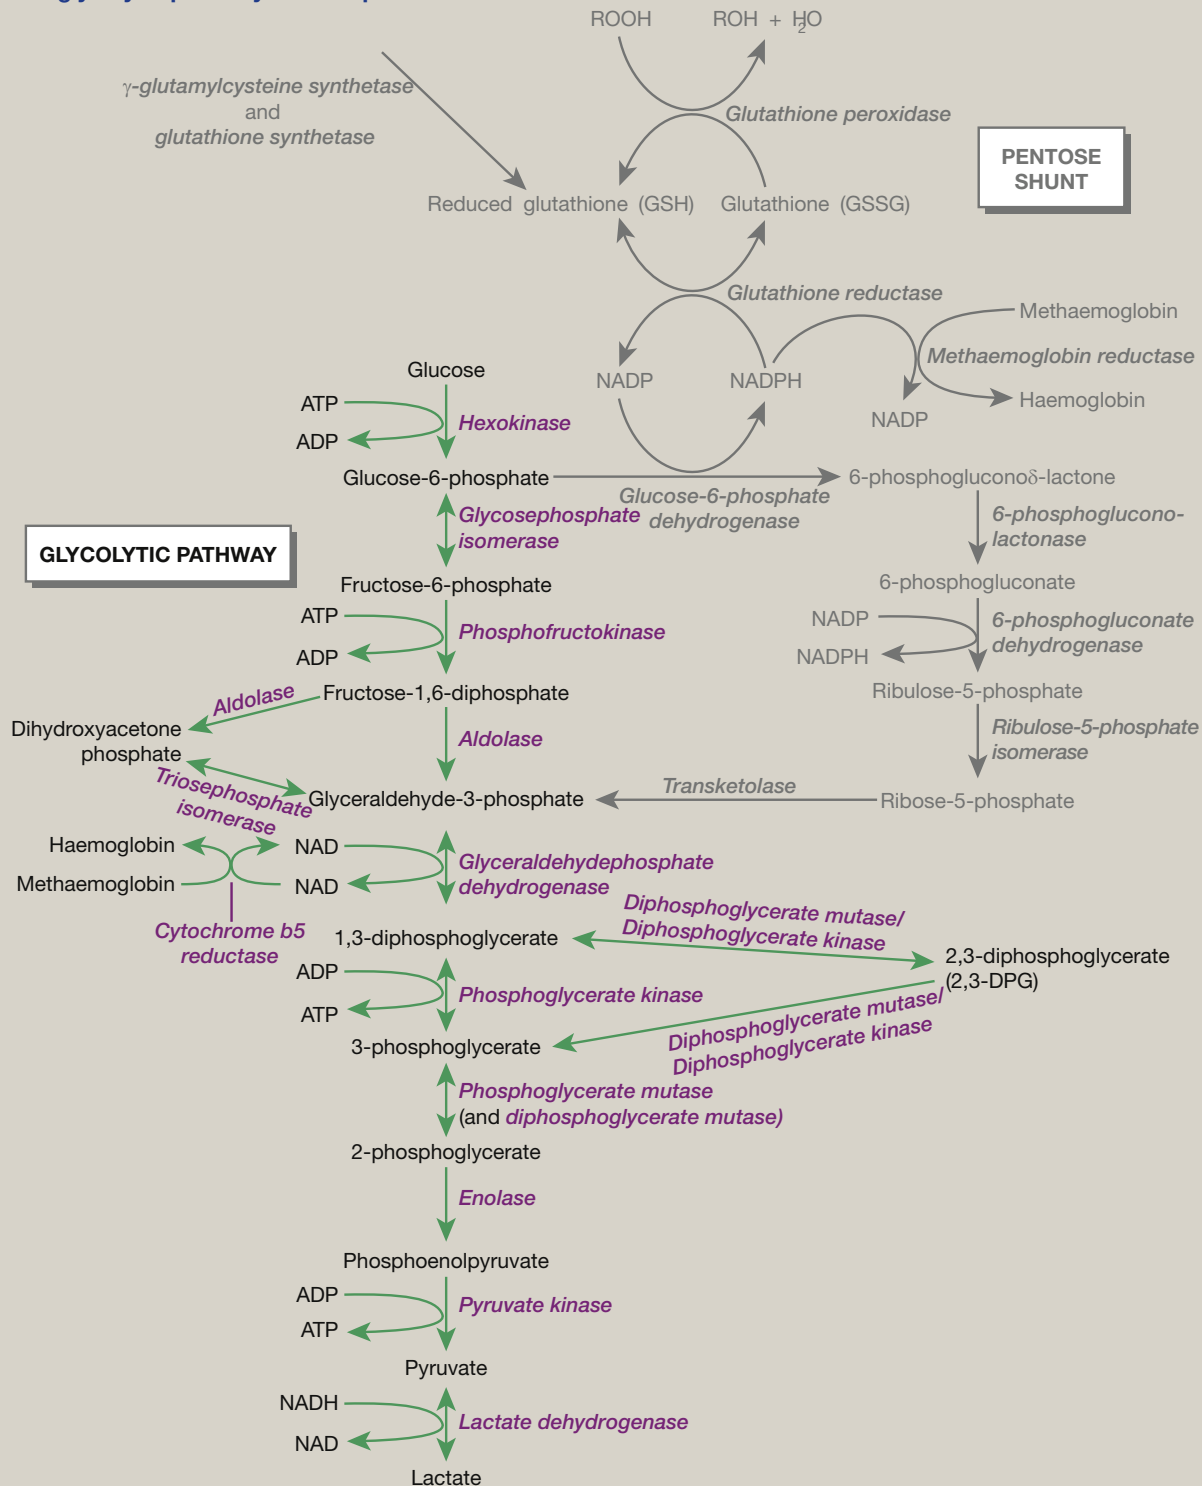 ROOH
ROH + H2O
γ-glutamylcysteine synthetase
and
glutathione synthetase
Glutathione peroxidase
PENTOSE
SHUNT
Reduced glutathione (GSH)
Glutathione (GSSG)
Glutathione reductase
Methaemoglobin
Methaemoglobin reductase
Haemoglobin
NADP
NADPH
NADP
Glucose
ATP
ADP
Hexokinase
Glucose-6-phosphate
Glucose-6-phosphate
dehydrogenase
6-phosphogluconoδ-lactone
Glycosephosphate
isomerase
6-phosphoglucono-
lactonase
GLYCOLYTIC PATHWAY
Fructose-6-phosphate
6-phosphogluconate
ATP
ADP
Phosphofructokinase
NADP
NADPH
6-phosphogluconate
dehydrogenase
Aldolase
Fructose-1,6-diphosphate
Ribulose-5-phosphate
Dihydroxyacetone
phosphate
Aldolase
Ribulose-5-phosphate
isomerase
Triosephosphate
isomerase
Glyceraldehyde-3-phosphate
Transketolase
Ribose-5-phosphate
Haemoglobin
Methaemoglobin
NAD
NAD
Glyceraldehydephosphate
dehydrogenase
Cytochrome b5
reductase
Diphosphoglycerate mutase/
Diphosphoglycerate kinase
1,3-diphosphoglycerate
2,3-diphosphoglycerate
(2,3-DPG)
ADP
ATP
Phosphoglycerate kinase
Diphosphoglycerate mutase/
Diphosphoglycerate kinase
3-phosphoglycerate
Phosphoglycerate mutase
(and diphosphoglycerate mutase)
2-phosphoglycerate
Enolase
Phosphoenolpyruvate
ADP
ATP
Pyruvate kinase
Pyruvate
NADH
NAD
Lactate dehydrogenase
Lactate